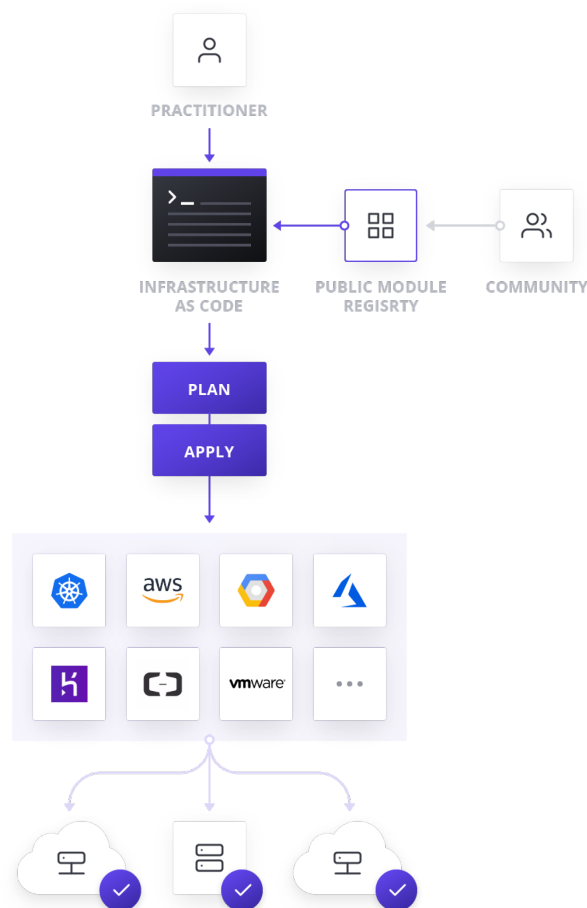 PRACTITIONER
INFRASTRUCTURE
AS CODE
PUBLIC MODULE
REGISRTY
COMMUNITY
PLAN
APPLY
aws
vmware